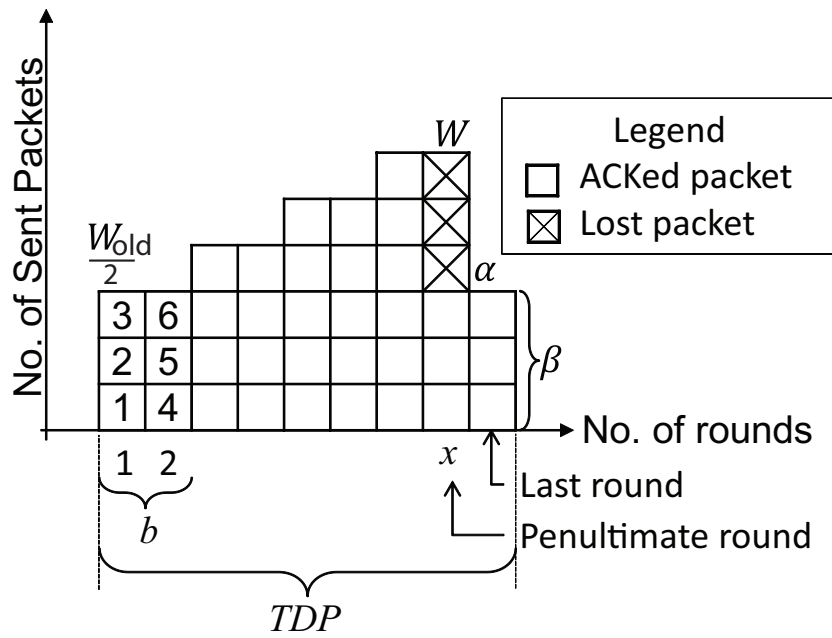 No. of Sent Packets
W
Legend
ACKed packet
Lost packet
W_old
2
α
3 6
2 5
1 4
β
No. of rounds
1 2
x
b
Last round
Penultimate round
TDP